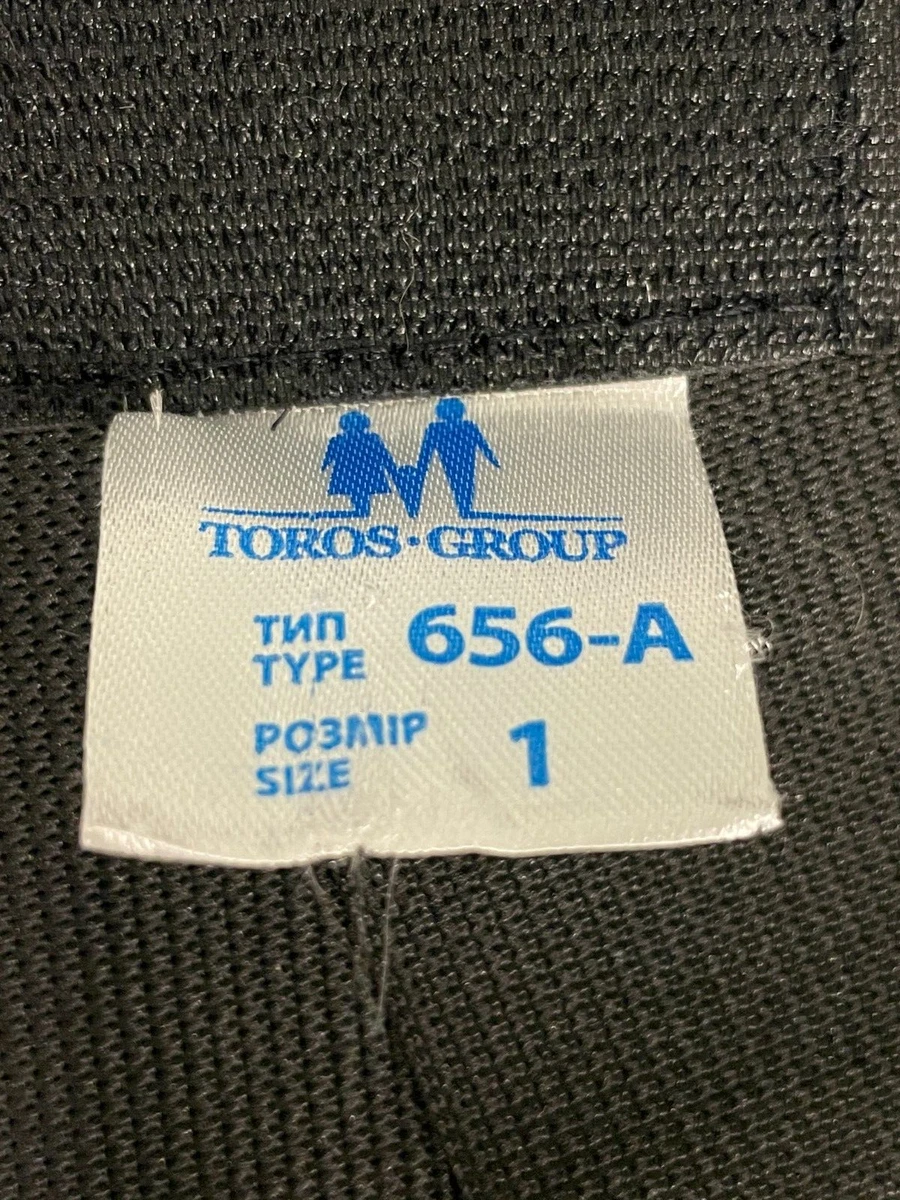 TOROS·GROUP
ТИП 656-A
TYPE
РОЗМІР 1
SIZE